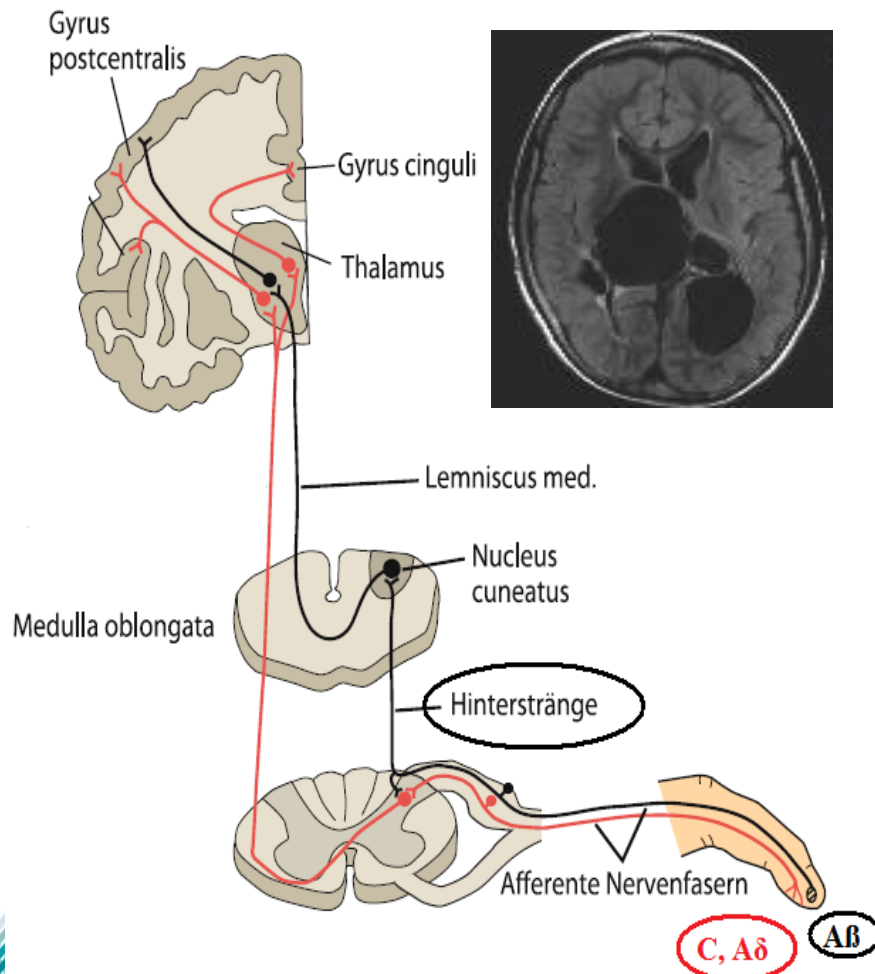 Gyrus
postcentralis
Gyrus cinguli
Thalamus
Lemniscus med.
Nucleus
cuneatus
Medulla oblongata
Hinterstränge
Afferente Nervenfasern
C, Aδ
Aß